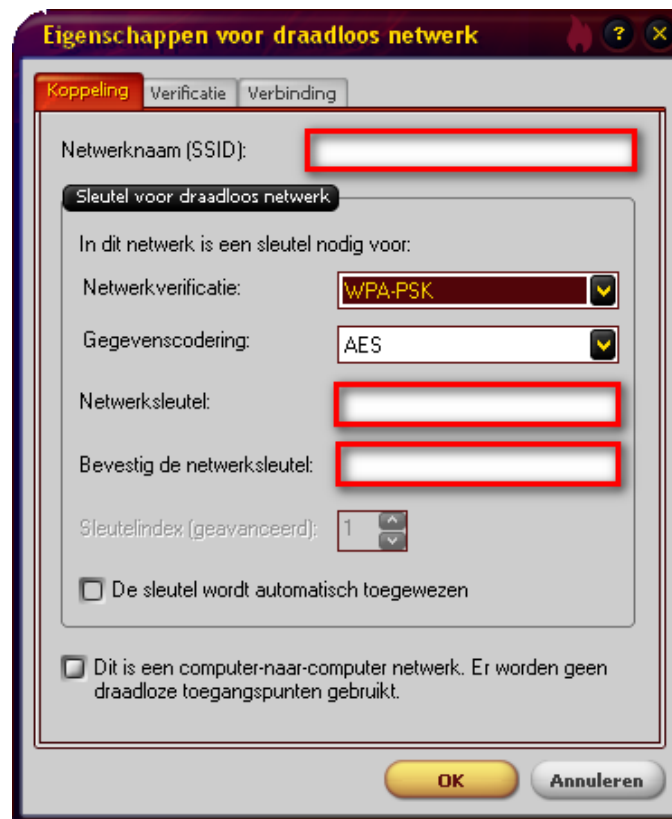 Eigenschappen voor draadloos netwerk
?
Koppeling Verificatie Verbinding
Netwerknaam (SSID):
Sleutel voor draadloos netwerk
In dit netwerk is een sleutel nodig voor:
Netwerkverificatie: WPA-PSK
Gegevenscodering: AES
Netwerksleutel:
Bevestig de netwerksleutel:
Sleutelindex (geavanceerd): 1
De sleutel wordt automatisch toegewezen
Dit is een computer-naar-computer netwerk. Er worden geen
draadloze toegangspunten gebruikt.
OK Annuleren